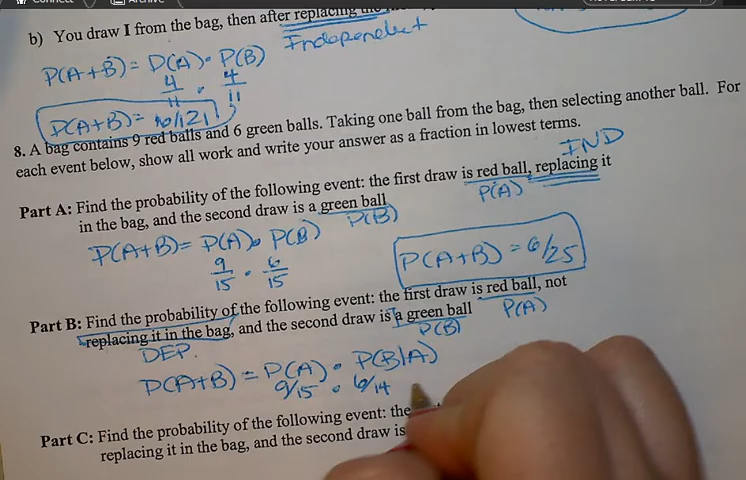 Connect
Archive
b) You draw I from the bag, then after replacing the
Independent
P(A+B) = P(A) · P(B)
4/11 · 4/11
P(A+B) = 16/121
8. A bag contains 9 red balls and 6 green balls. Taking one ball from the bag, then selecting another ball. For
each event below, show all work and write your answer as a fraction in lowest terms.
IND
Part A: Find the probability of the following event: the first draw is red ball, replacing it
in the bag, and the second draw is a green ball
P(A)
P(B)
P(A+B) = P(A) · P(B)
9/15 · 6/15
P(A+B) = 6/25
Part B: Find the probability of the following event: the first draw is red ball, not
replacing it in the bag, and the second draw is a green ball
P(A)
P(B)
DEP.
P(A+B) = P(A) · P(B|A)
9/15 · 6/14
Part C: Find the probability of the following event: the
replacing it in the bag, and the second draw is